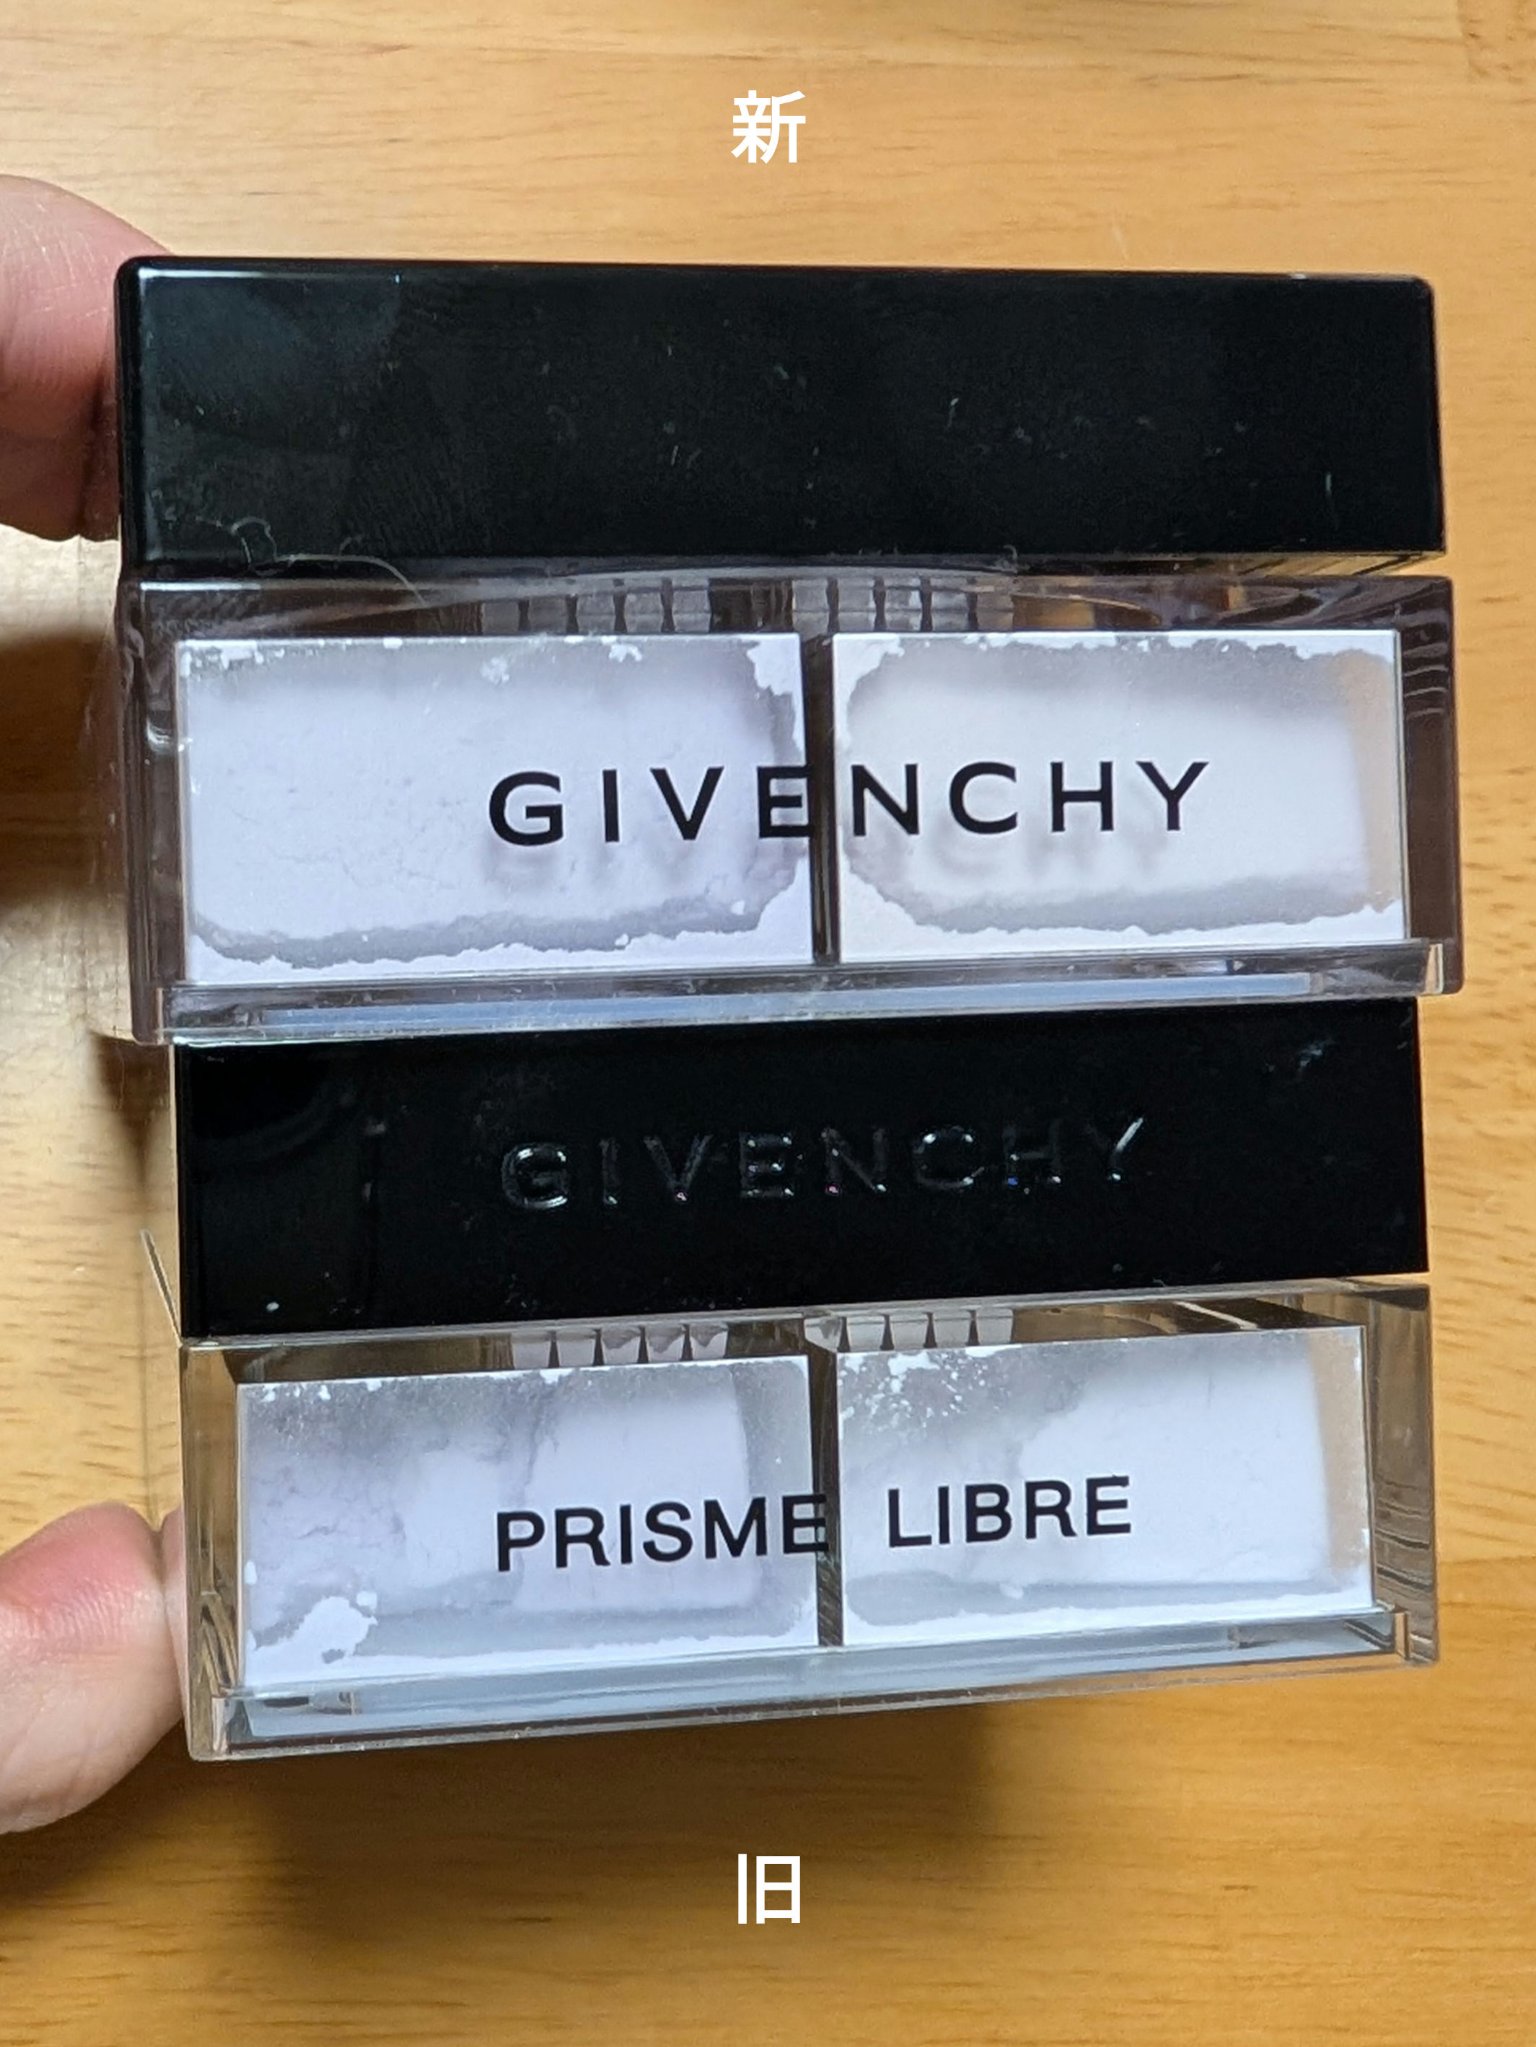 新
GIVENCHY
GIVENCHY
PRISME LIBRE
旧